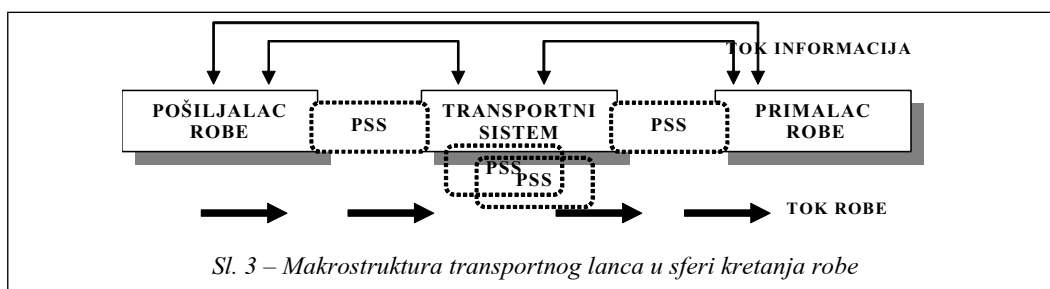 TOK INFORMACIJA
POŠILJALAC
ROBE
PSS
TRANSPORTNI
SISTEM
PSS
PRIMALAC
ROBE
PSS
PSS
TOK ROBE
Sl. 3 – Makrostruktura transportnog lanca u sferi kretanja robe